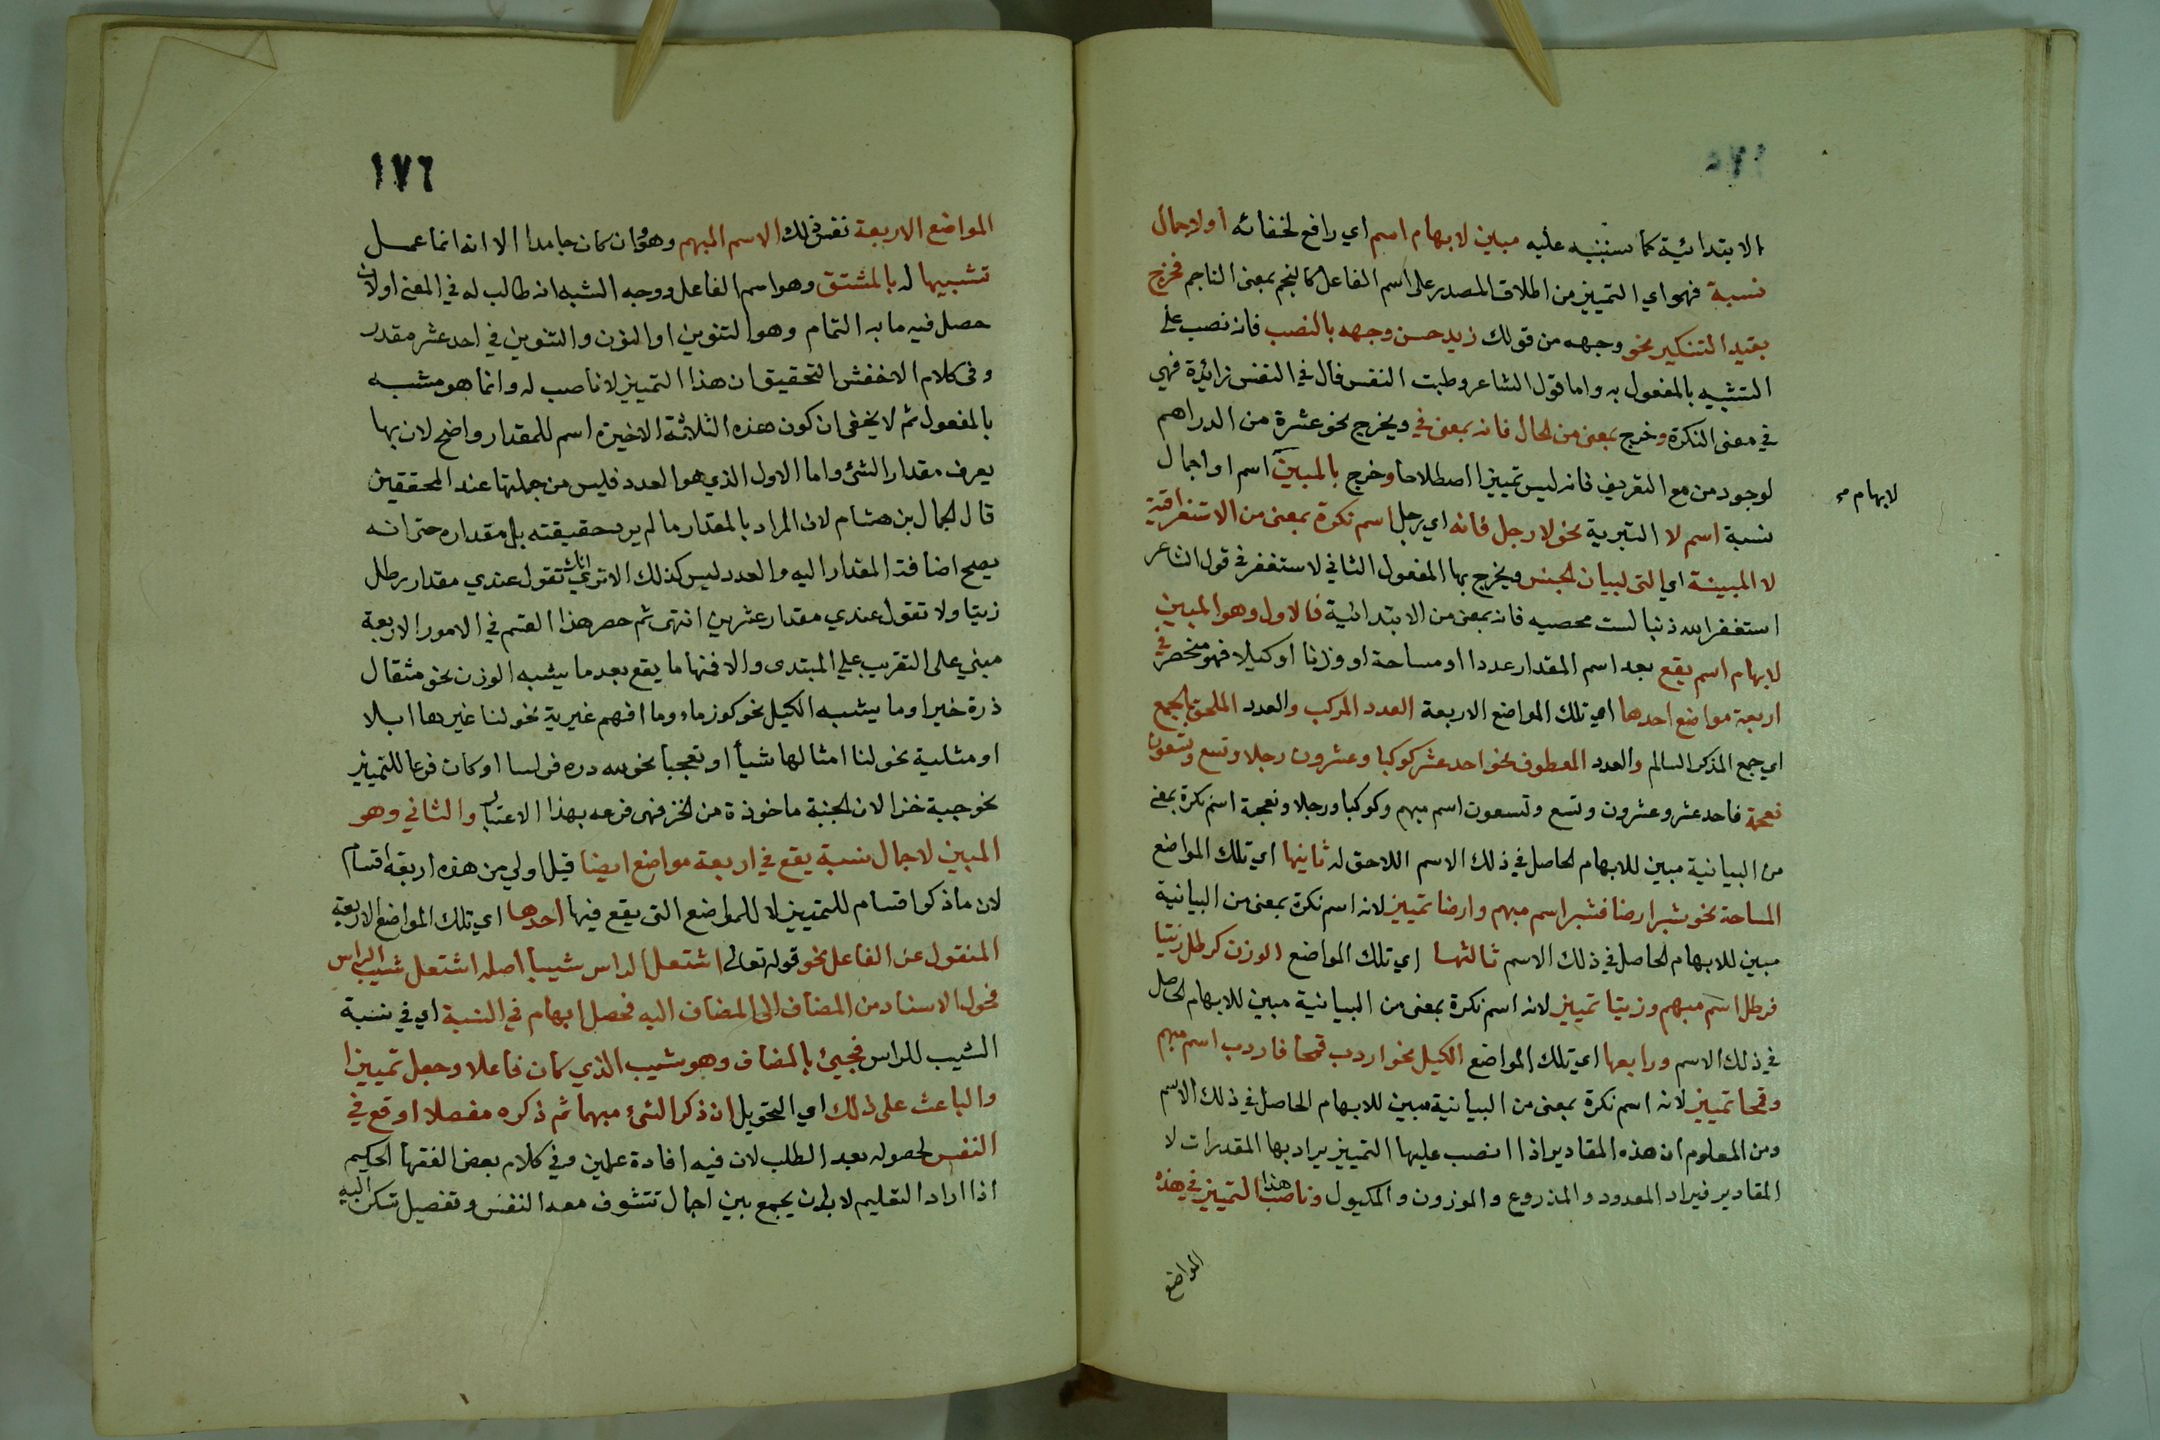 الابتدائية كما سننبه عليه مبين لابهام اسم اي رافع لخفائه او لاجمال
نسبة فهو اي التمييز من اطلاق المصدر على اسم الفاعل كالنجم بمعنى الناجم فخرج
بقيد التنكير نحو وجهه من قولك زيد حسن وجهه بالنصب فانه نصب على
التشبيه بالمفعول به واما قول الشاعر وطبت النفس فال في النفس زائدة فهي
في معنى النكرة وخرج بمعنى من الحال فانه بمعنى في ويخرج نحو عشرة من الدراهم
لوجود من مع التعريف فانه ليس تمييزا اصطلاحا وخرج بالمبين اسم او اجمال
لابهام
نسبة اسم لا التبرية نحو لا رجل فانه اي رجل اسم نكرة بمعنى من الاستغراقية
لا المبينة اي التي لبيان الجنس ويخرج بها المفعول الثاني لاستغفر في قول الشاعر
استغفر الله ذنبا لست محصيه فانه بمعنى من الابتدائية فالاول وهو المبين
لابهام اسم يقع بعد اسم المقدار عددا او مساحة او وزنا او كيلا فهو منحصر في
اربعة مواضع احدها اي تلك المواضع الاربعة العدد المركب والعدد الملحق بالجمع
اي جمع المذكر السالم والعدد المعطوف نحو احد عشر كوكبا وعشرون رجلا وتسع وتسعون
نعجة فاحد عشر وعشرون وتسع وتسعون اسم مبهم وكوكبا ورجلا ونعجة اسم نكرة بمعنى
من البيانية مبين للابهام الحاصل في ذلك الاسم اللاحق له ثانيها اي تلك المواضع
المساحة نحو شبر ارضا فشبر اسم مبهم وارضا تمييز لانه اسم نكرة بمعنى من البيانية
مبين للابهام الحاصل في ذلك الاسم ثالثها اي تلك المواضع الوزن كرطل زيتا
فرطل اسم مبهم وزيتا تمييز لانه اسم نكرة بمعنى من البيانية مبين للابهام الحاصل
في ذلك الاسم ورابعها اي تلك المواضع الكيل نحو اردب قمحا فاردب اسم مبهم
وقمحا تمييز لانه اسم نكرة بمعنى من البيانية مبين للابهام الحاصل في ذلك الاسم
ومن المعلوم ان هذه المقادير اذا انصب عليها التمييز يراد بها المقدرات لا
المقادير فيراد المعدود والمذروع والموزون والمكيول وناصب هذا التمييز في هذه
المواضع
١٧٦
المواضع الاربعة نفس ذلك الاسم المبهم وهو وان كان جامدا الا انه انما عمل
تشبيها له بالمشتق وهو اسم الفاعل ووجه الشبه انه طالب له في المعنى او لانه
حصل فيه ما به التمام وهو التنوين او النون والتنوين في احد عشر مقدر
وفي كلام الاخفش التحقيق ان هذا التمييز لا ناصب له وانما هو مشبه
بالمفعول ثم لا يخفى ان كون هذه الثلاثة الاخيرة اسم للمقدار واضح لان بها
يعرف مقدار الشئ واما الاول الذي هو العدد فليس من جملتها عند المحققين
قال الجمال بن هشام لان المراد بالمقدار ما لم يرد حقيقته بل مقداره حتى انه
يصح اضافة المقدار اليه والعدد ليس كذلك الا ترى انك تقول عندي مقدار رطل
زيتا ولا تقول عندي مقدار عشرين انتهى ثم حصر هذا القسم في الامور الاربعة
مبني على التقريب على المبتدى والا فمنها ما يقع بعد ما يشبه الوزن نحو مثقال
ذرة خيرا وما يشبه الكيل نحو كوز ماء وما افهم غيرية نحو لنا غيرها ابلا
او مثلية نحو لنا امثالها شيأ او تعجبا نحو لله دره فارسا او كان فرعا للتمييز
نحو جبة خزا لان الجبة ماخوذة من الخز فهي فرعه بهذا الاعتبار والثاني وهو
المبين لاجمال نسبة يقع في اربعة مواضع ايضا قيل اولي من هذه اربعة اقسام
لان ما ذكر اقسام للتمييز لا للمواضع التي يقع فيها احدها اي تلك المواضع الاربعة
المنقول عن الفاعل نحو قوله تعالى اشتعل الراس شيبا اصله اشتعل شيب الراس
فحول الاسناد من المضاف الى المضاف اليه فحصل ابهام في النسبة اي في نسبة
الشيب للراس فجيئ بالمضاف وهو شيب الذي كان فاعلا وجعل تمييزا
والباعث على ذلك اي التحويل ان ذكر الشئ مبهما ثم ذكره مفصلا اوقع في
النفس لحصوله بعد الطلب لان فيه افادة علمين وفي كلام بعض الفقها الحكيم
اذا اراد التعليم لا بد ان يجمع بين اجمال تتشوف معه النفس وتفصيل تسكن اليه